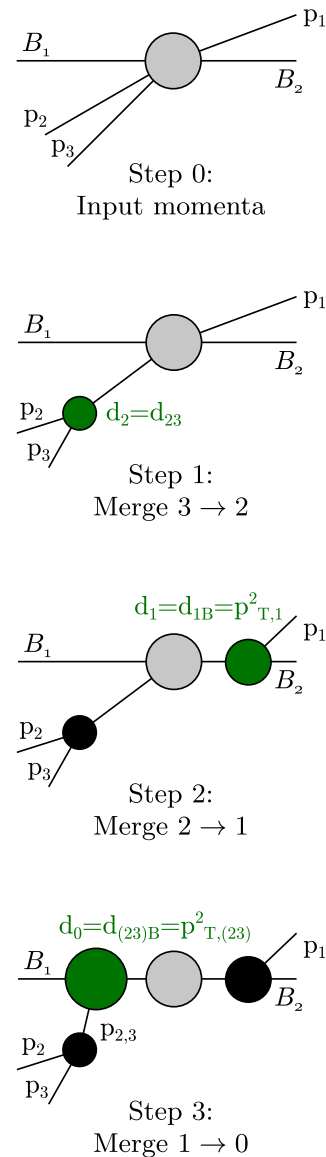 p₁
B₁
B₂
p₂
p₃
Step 0:
Input momenta
p₁
B₁
B₂
p₂
d₂=d₂₃
p₃
Step 1:
Merge 3 → 2
d₁=d₁B=p²T,₁
p₁
B₁
B₂
p₂
p₃
Step 2:
Merge 2 → 1
d₀=d₍₂₃₎B=p²T,₍₂₃₎
p₁
B₁
B₂
p₂,₃
p₂
p₃
Step 3:
Merge 1 → 0